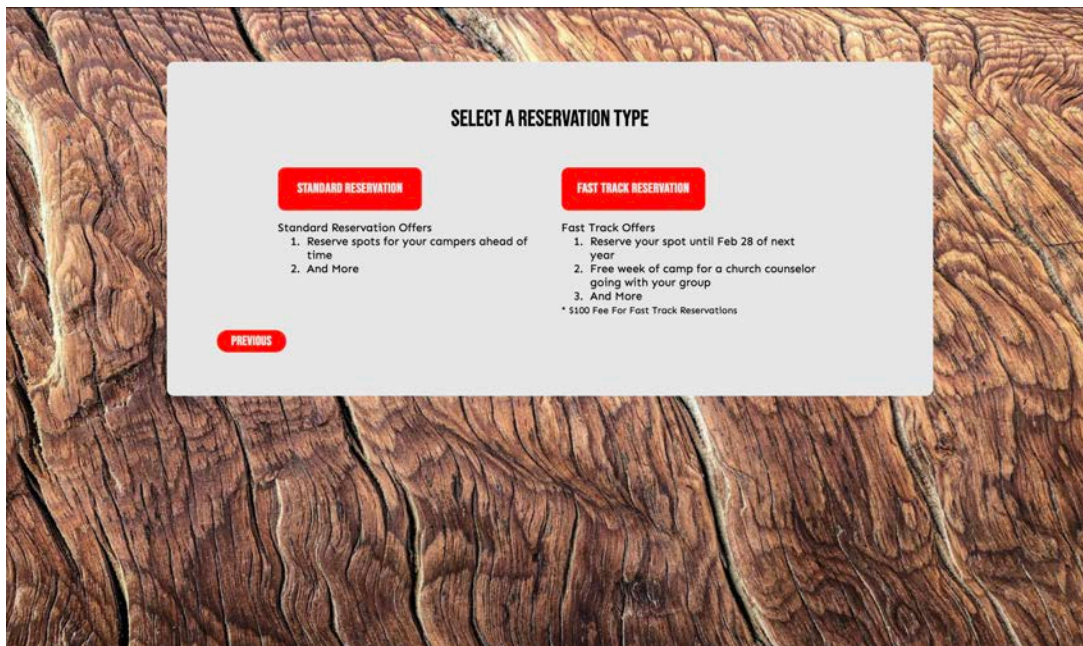 SELECT A RESERVATION TYPE
STANDARD RESERVATION
Standard Reservation Offers
1. Reserve spots for your campers ahead of
time
2. And More
FAST TRACK RESERVATION
Fast Track Offers
1. Reserve your spot until Feb 28 of next
year
2. Free week of camp for a church counselor
going with your group
3. And More
* $100 Fee For Fast Track Reservations
PREVIOUS